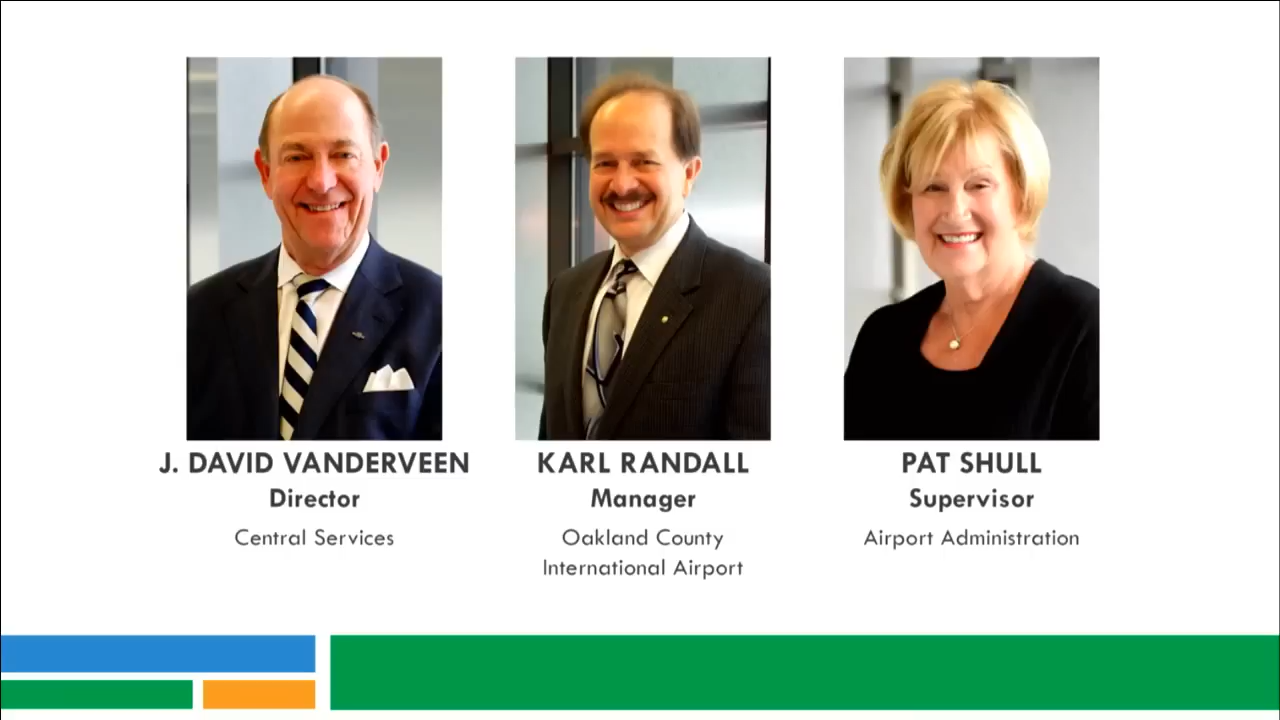 J. DAVID VANDERVEEN
Director
Central Services
KARL RANDALL
Manager
Oakland County
International Airport
PAT SHULL
Supervisor
Airport Administration